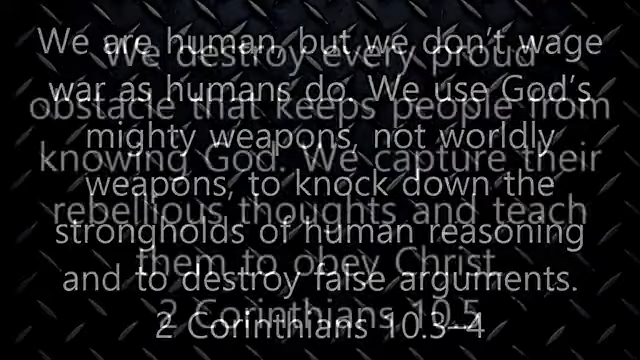 We are human, but we don't wage
war as humans do. We use God's
mighty weapons, not worldly
weapons, to knock down the
strongholds of human reasoning
and to destroy false arguments.
2 Corinthians 10.3–4
We destroy every proud
obstacle that keeps people from
knowing God. We capture their
rebellious thoughts and teach
them to obey Christ.
2 Corinthians 10.5